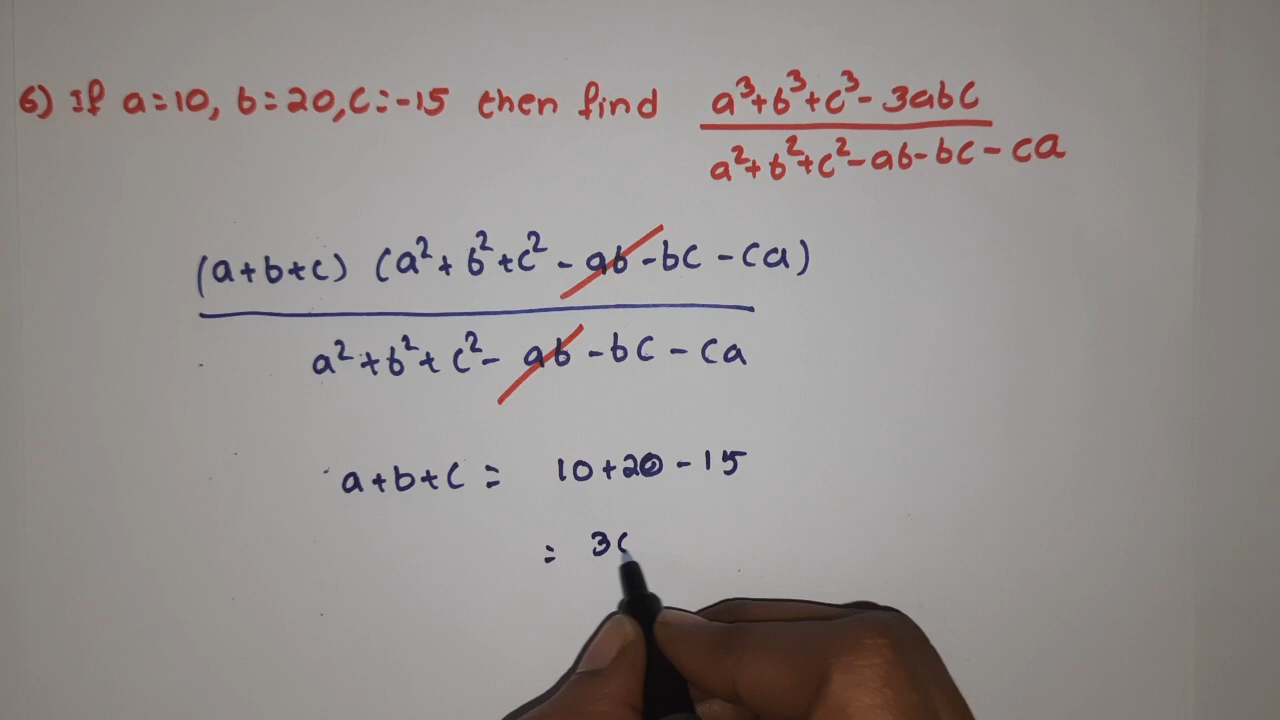 6) If a=10, b=20, c=-15 then find a³+b³+c³-3abc
a²+b²+c²-ab-bc-ca
(a+b+c) (a²+b²+c²-ab-bc-ca)
a²+b²+c²-ab-bc-ca
a+b+c = 10+20-15
= 30